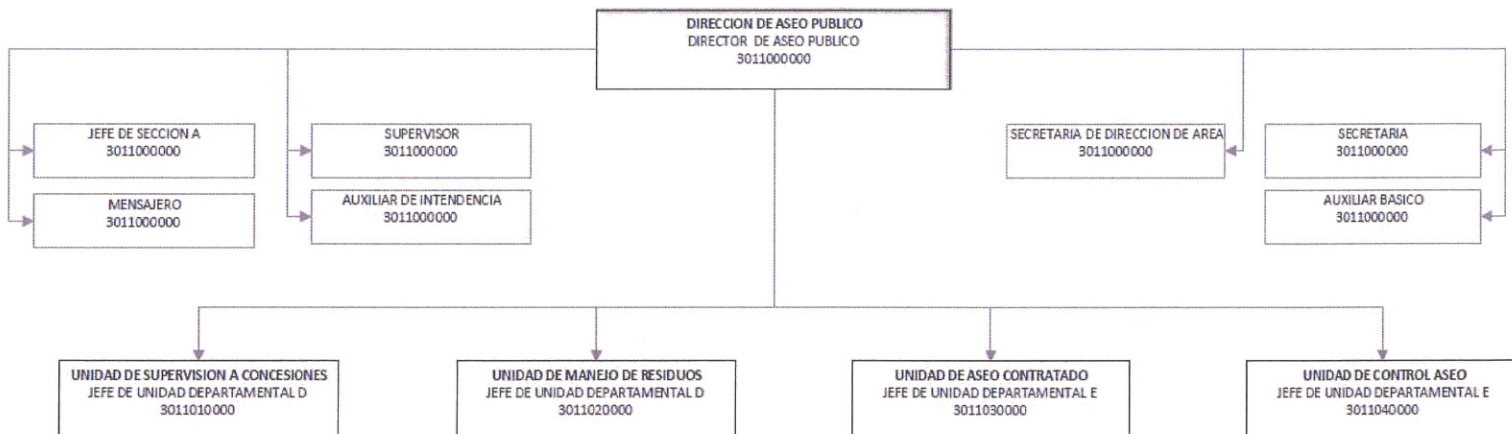 DIRECCION DE ASEO PUBLICO
DIRECTOR DE ASEO PUBLICO
3011000000
JEFE DE SECCION A
3011000000
SUPERVISOR
3011000000
SECRETARIA DE DIRECCION DE AREA
3011000000
SECRETARIA
3011000000
MENSAJERO
3011000000
AUXILIAR DE INTENDENCIA
3011000000
AUXILIAR BASICO
3011000000
UNIDAD DE SUPERVISION A CONCESIONES
JEFE DE UNIDAD DEPARTAMENTAL D
3011010000
UNIDAD DE MANEJO DE RESIDUOS
JEFE DE UNIDAD DEPARTAMENTAL D
3011020000
UNIDAD DE ASEO CONTRATADO
JEFE DE UNIDAD DEPARTAMENTAL E
3011030000
UNIDAD DE CONTROL ASEO
JEFE DE UNIDAD DEPARTAMENTAL E
3011040000